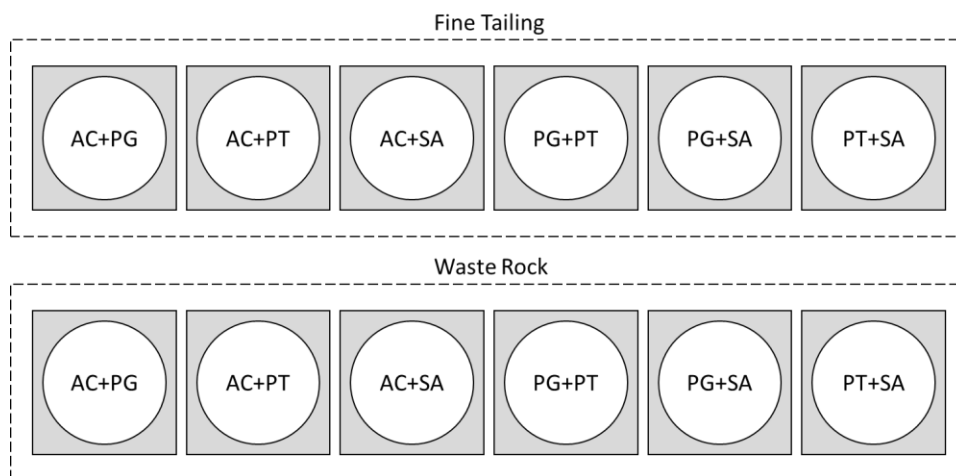 Fine Tailing
AC+PG AC+PT AC+SA PG+PT PG+SA PT+SA
Waste Rock
AC+PG AC+PT AC+SA PG+PT PG+SA PT+SA